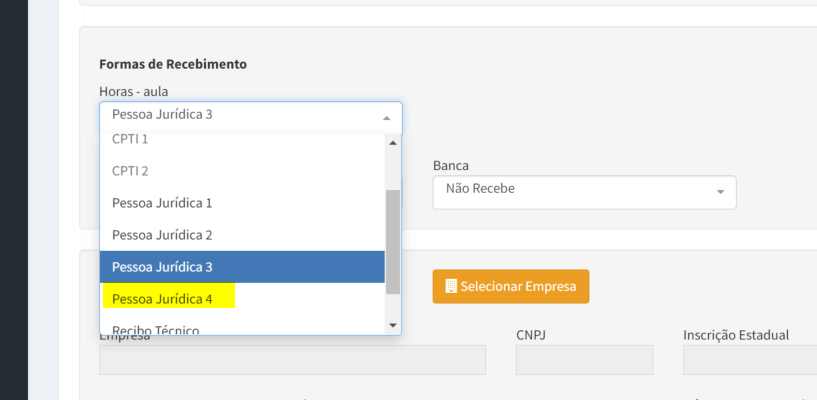 Formas de Recebimento
Horas - aula
Pessoa Jurídica 3
CPTI 1
CPTI 2
Pessoa Jurídica 1
Pessoa Jurídica 2
Pessoa Jurídica 3
Pessoa Jurídica 4
Recibo Técnico
Banca
Não Recebe
Selecionar Empresa
Empresa
CNPJ
Inscrição Estadual